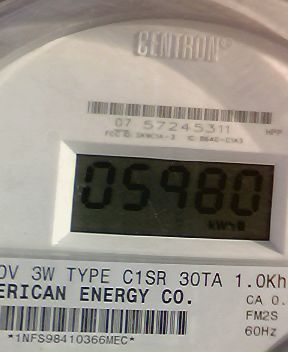 CENTRON®
07 57245311
05980
kWh
0V 3W TYPE C1SR 30TA 1.0Kh
ERICAN ENERGY CO.
CA 0.
FM2S
60Hz
*1NFS98410366MEC*